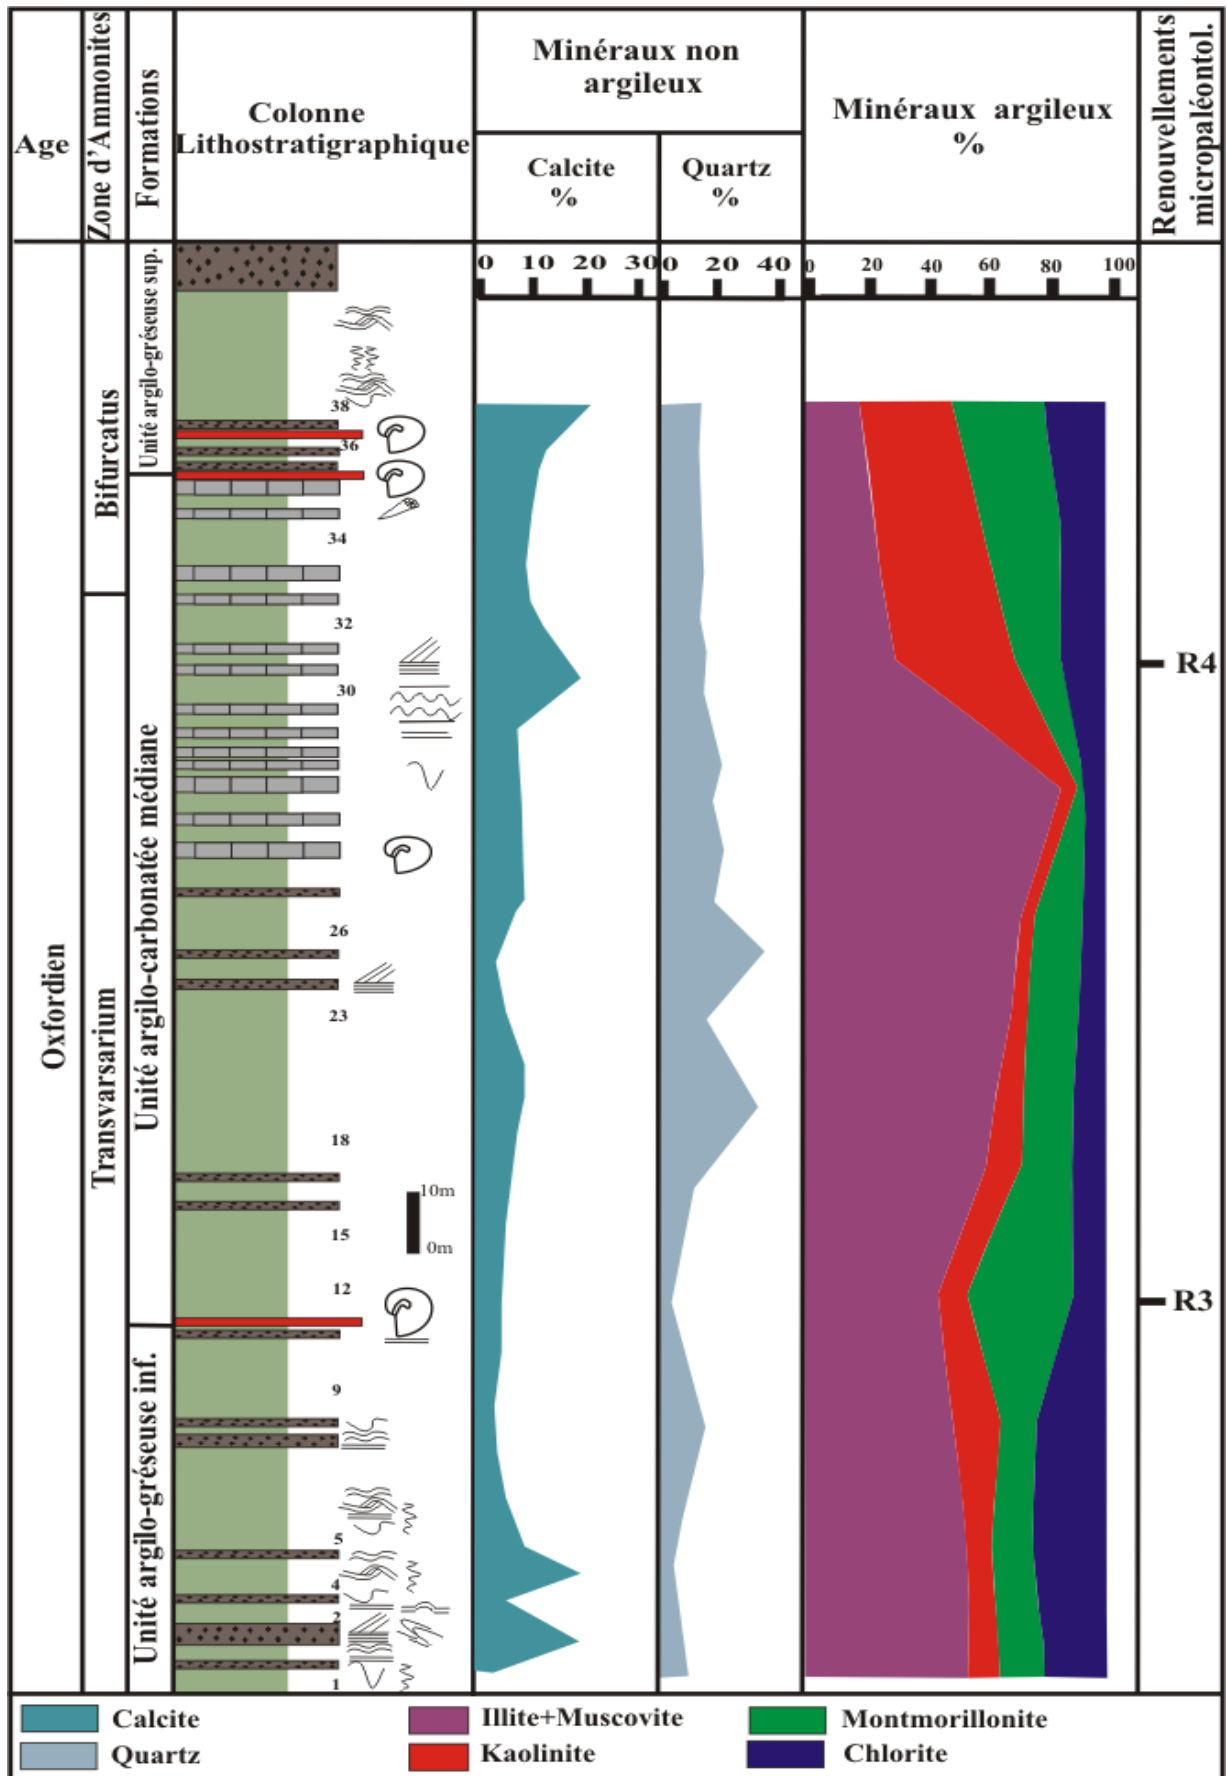 Age
Zone d'Ammonites
Formations
Colonne
Lithostratigraphique
Minéraux non
argileux
Calcite
%
Quartz
%
Minéraux argileux
%
Renouvellements
micropaléontol.
0 10 20 30
0 20 40
0 20 40 60 80 100
Oxfordien
Bifurcatus
Transvarsarium
Unité argilo-gréseuse sup.
Unité argilo-carbonatée médiane
Unité argilo-gréseuse inf.
38
36
34
32
30
26
23
18
15
12
9
5
4
2
1
10m
0m
R4
R3
Calcite
Quartz
Illite+Muscovite
Kaolinite
Montmorillonite
Chlorite